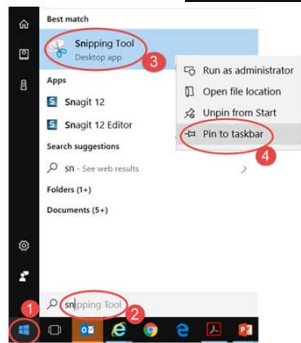 Best match
Snipping Tool
Desktop app
3
Apps
Snagit 12
Snagit 12 Editor
Search suggestions
sn - See web results
Folders (1+)
Documents (5+)
Run as administrator
Open file location
Unpin from Start
Pin to taskbar
4
1
snipping Tool
2